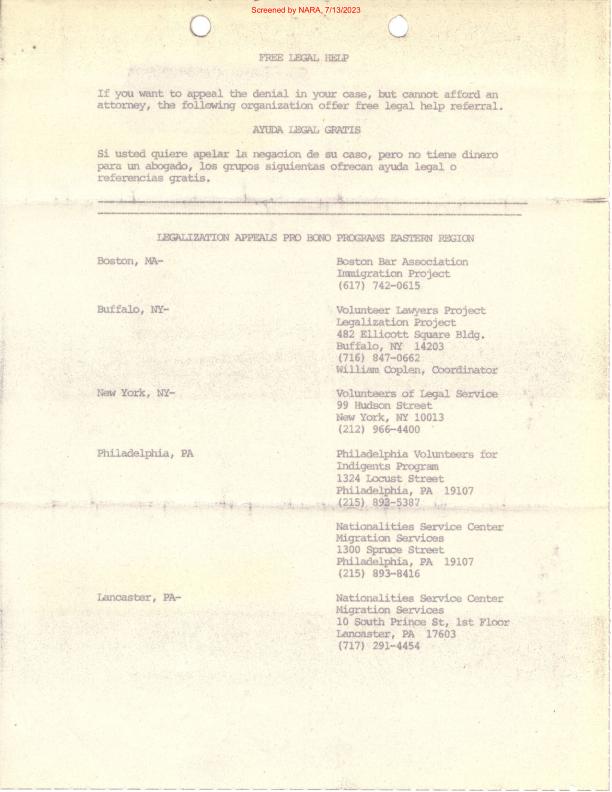 Screened by NARA, 7/13/2023
FREE LEGAL HELP
If you want to appeal the denial in your case, but cannot afford an
attorney, the following organization offer free legal help referral.
AYUDA LEGAL GRATIS
Si usted quiere apelar la negacion de su caso, pero no tiene dinero
para un abogado, los grupos siguientas ofrecan ayuda legal o
referencias gratis.
LEGALIZATION APPEALS PRO BONO PROGRAMS EASTERN REGION
Boston, MA-
Boston Bar Association
Immigration Project
(617) 742-0615
Buffalo, NY-
Volunteer Lawyers Project
Legalization Project
482 Ellicott Square Bldg.
Buffalo, NY 14203
(716) 847-0662
William Coplen, Coordinator
New York, NY-
Volunteers of Legal Service
99 Hudson Street
New York, NY 10013
(212) 966-4400
Philadelphia, PA
Philadelphia Volunteers for
Indigents Program
1324 Locust Street
Philadelphia, PA 19107
(215) 893-5387
Nationalities Service Center
Migration Services
1300 Spruce Street
Philadelphia, PA 19107
(215) 893-8416
Lancaster, PA-
Nationalities Service Center
Migration Services
10 South Prince St, 1st Floor
Lancaster, PA 17603
(717) 291-4454